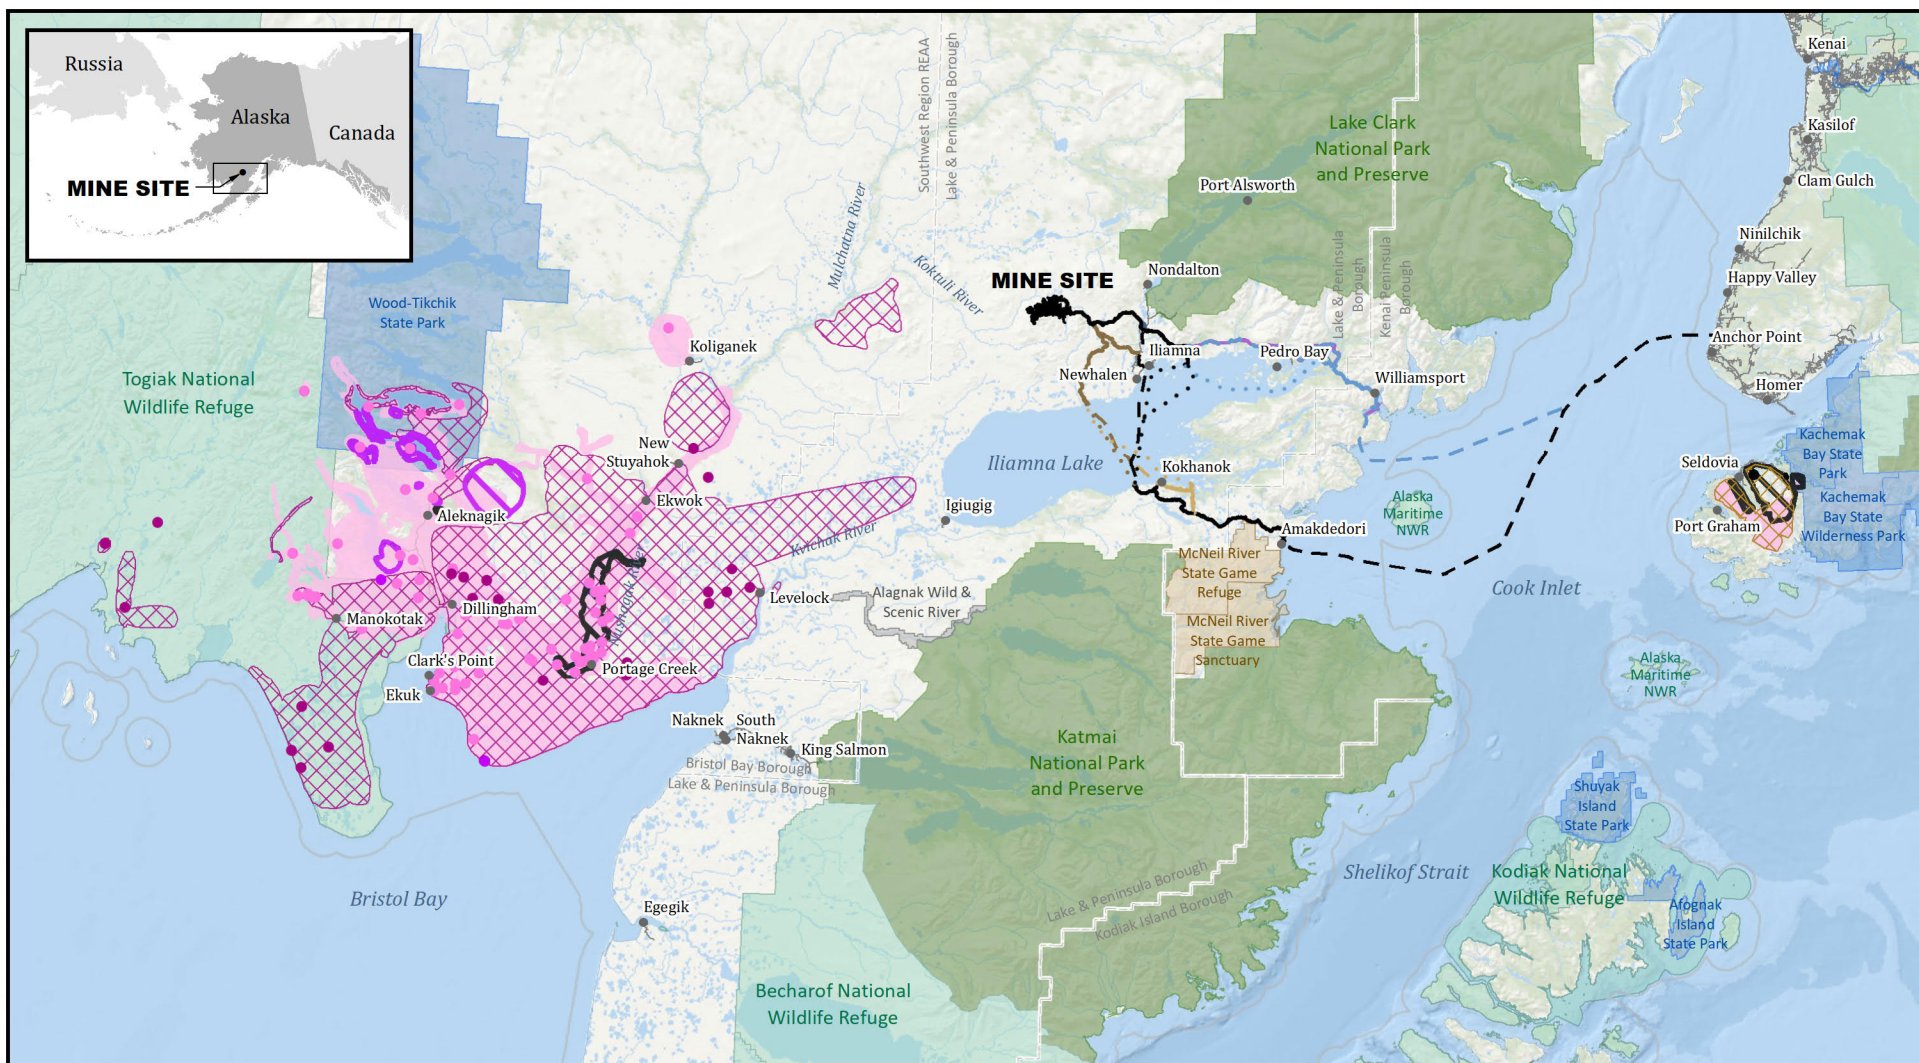 Russia
Alaska
Canada
MINE SITE
Wood-Tikchik
State Park
Togiak National
Wildlife Refuge
Southwest Region REAA
Lake & Peninsula Borough
Mulchatna River
Koktuli River
Koliganek
MINE SITE
Nondalton
Port Alsworth
Lake Clark
National Park
and Preserve
Lake & Peninsula
Borough
Kenai Peninsula
Borough
Kenai
Kasilof
Clam Gulch
Ninilchik
Happy Valley
Anchor Point
Homer
Iliamna
Newhalen
Pedro Bay
Williamsport
Iliamna Lake
Kokhanok
Igiugig
Amakdedori
New
Stuyahok
Ekwok
Aleknagik
Kvichak River
Nushagak River
Manokotak
Dillingham
Levelock
Alagnak Wild &
Scenic River
Clark's Point
Ekuk
Portage Creek
Naknek
South
Naknek
King Salmon
Bristol Bay Borough
Lake & Peninsula Borough
McNeil River
State Game
Refuge
McNeil River
State Game
Sanctuary
Alaska
Maritime
NWR
Seldovia
Port Graham
Kachemak
Bay State
Park
Kachemak
Bay State
Wilderness Park
Cook Inlet
Alaska
Maritime
NWR
Katmai
National Park
and Preserve
Shuyak
Island
State Park
Kodiak National
Wildlife Refuge
Afognak
Island
State Park
Shelikof Strait
Lake & Peninsula Borough
Kodiak Island Borough
Bristol Bay
Egegik
Becharof National
Wildlife Refuge